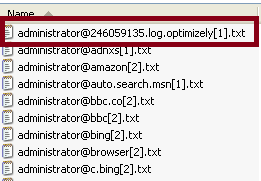 Name
administrator@246059135.log.optimizely[1].txt
administrator@adnxs[1].txt
administrator@amazon[2].txt
administrator@auto.search.msn[1].txt
administrator@bbc.co[2].txt
administrator@bbc[2].txt
administrator@bing[2].txt
administrator@browser[2].txt
administrator@c.bing[2].txt